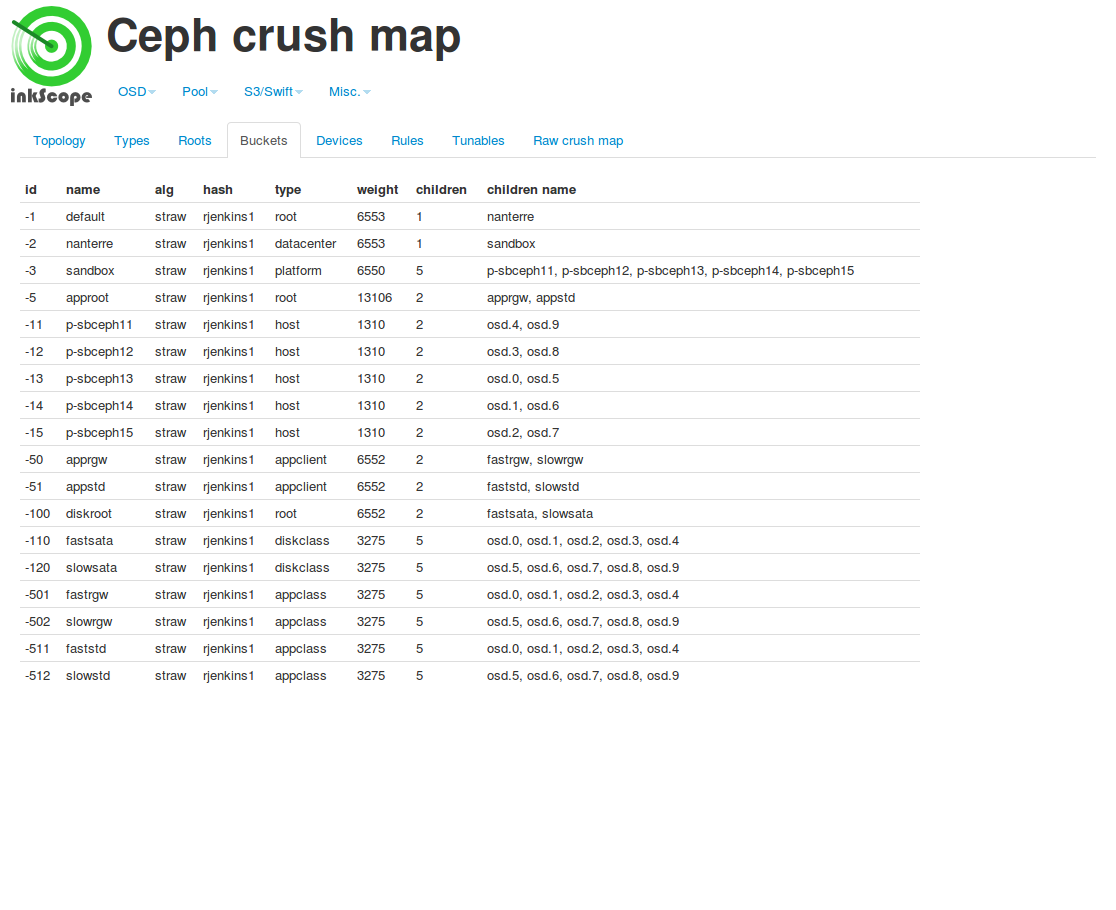 Ceph crush map
inkScope
OSD Pool S3/Swift Misc.
Topology Types Roots Buckets Devices Rules Tunables Raw crush map
id name alg hash type weight children children name
-1 default straw rjenkins1 root 6553 1 nanterre
-2 nanterre straw rjenkins1 datacenter 6553 1 sandbox
-3 sandbox straw rjenkins1 platform 6550 5 p-sbceph11, p-sbceph12, p-sbceph13, p-sbceph14, p-sbceph15
-5 approot straw rjenkins1 root 13106 2 apprgw, appstd
-11 p-sbceph11 straw rjenkins1 host 1310 2 osd.4, osd.9
-12 p-sbceph12 straw rjenkins1 host 1310 2 osd.3, osd.8
-13 p-sbceph13 straw rjenkins1 host 1310 2 osd.0, osd.5
-14 p-sbceph14 straw rjenkins1 host 1310 2 osd.1, osd.6
-15 p-sbceph15 straw rjenkins1 host 1310 2 osd.2, osd.7
-50 apprgw straw rjenkins1 appclient 6552 2 fastrgw, slowrgw
-51 appstd straw rjenkins1 appclient 6552 2 faststd, slowstd
-100 diskroot straw rjenkins1 root 6552 2 fastsata, slowsata
-110 fastsata straw rjenkins1 diskclass 3275 5 osd.0, osd.1, osd.2, osd.3, osd.4
-120 slowsata straw rjenkins1 diskclass 3275 5 osd.5, osd.6, osd.7, osd.8, osd.9
-501 fastrgw straw rjenkins1 appclass 3275 5 osd.0, osd.1, osd.2, osd.3, osd.4
-502 slowrgw straw rjenkins1 appclass 3275 5 osd.5, osd.6, osd.7, osd.8, osd.9
-511 faststd straw rjenkins1 appclass 3275 5 osd.0, osd.1, osd.2, osd.3, osd.4
-512 slowstd straw rjenkins1 appclass 3275 5 osd.5, osd.6, osd.7, osd.8, osd.9